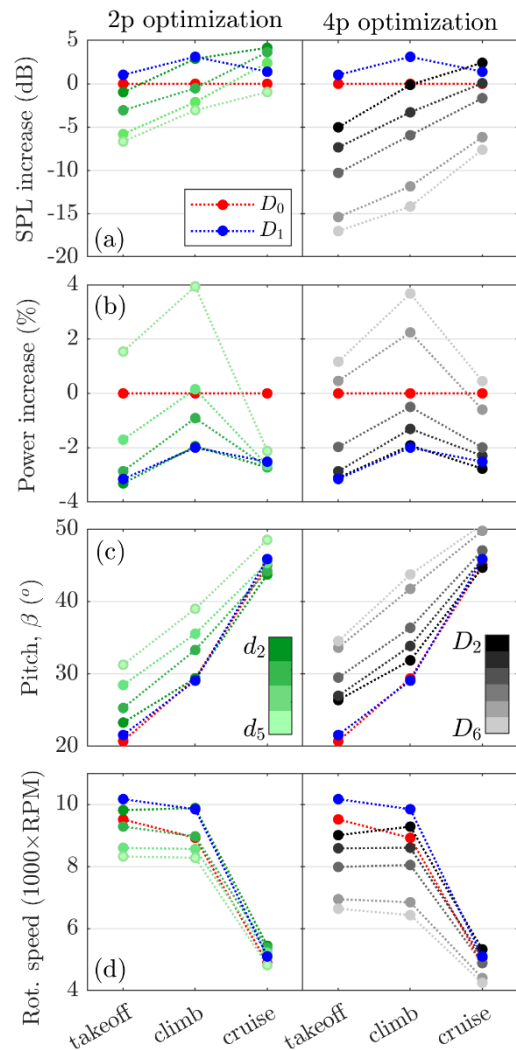 2p optimization
4p optimization
SPL increase (dB)
5
0
-5
-10
-15
-20
(a)
D₀
D₁
Power increase (%)
4
2
0
-2
-4
(b)
Pitch, β (°)
50
40
30
20
(c)
d₂
d₅
D₂
D₆
Rot. speed (1000×RPM)
10
8
6
4
(d)
takeoff
climb
cruise
takeoff
climb
cruise